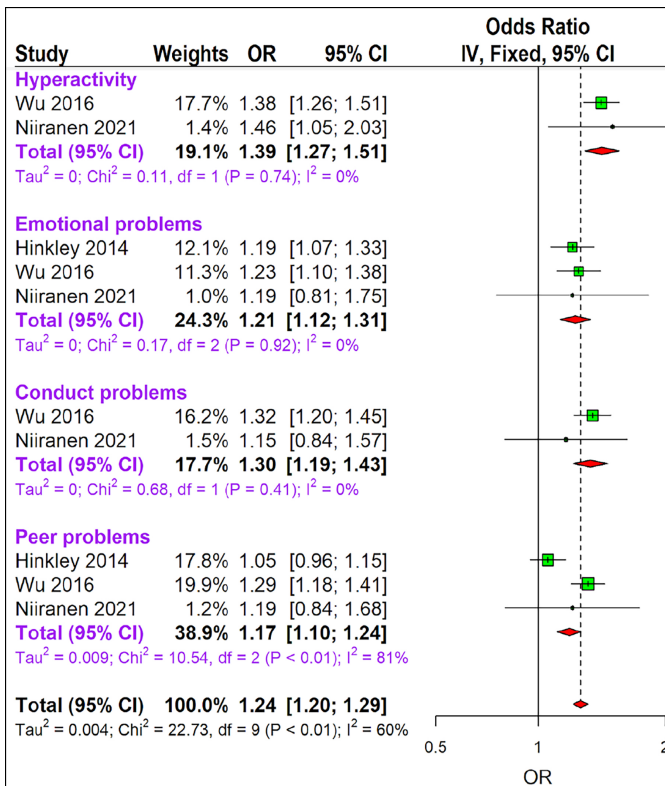 Odds Ratio
Study Weights OR 95% CI IV, Fixed, 95% CI
Hyperactivity
Wu 2016 17.7% 1.38 [1.26; 1.51]
Niiranen 2021 1.4% 1.46 [1.05; 2.03]
Total (95% CI) 19.1% 1.39 [1.27; 1.51]
Tau² = 0; Chi² = 0.11, df = 1 (P = 0.74); I² = 0%
Emotional problems
Hinkley 2014 12.1% 1.19 [1.07; 1.33]
Wu 2016 11.3% 1.23 [1.10; 1.38]
Niiranen 2021 1.0% 1.19 [0.81; 1.75]
Total (95% CI) 24.3% 1.21 [1.12; 1.31]
Tau² = 0; Chi² = 0.17, df = 2 (P = 0.92); I² = 0%
Conduct problems
Wu 2016 16.2% 1.32 [1.20; 1.45]
Niiranen 2021 1.5% 1.15 [0.84; 1.57]
Total (95% CI) 17.7% 1.30 [1.19; 1.43]
Tau² = 0; Chi² = 0.68, df = 1 (P = 0.41); I² = 0%
Peer problems
Hinkley 2014 17.8% 1.05 [0.96; 1.15]
Wu 2016 19.9% 1.29 [1.18; 1.41]
Niiranen 2021 1.2% 1.19 [0.84; 1.68]
Total (95% CI) 38.9% 1.17 [1.10; 1.24]
Tau² = 0.009; Chi² = 10.54, df = 2 (P < 0.01); I² = 81%
Total (95% CI) 100.0% 1.24 [1.20; 1.29]
Tau² = 0.004; Chi² = 22.73, df = 9 (P < 0.01); I² = 60%
0.5 1 2
OR